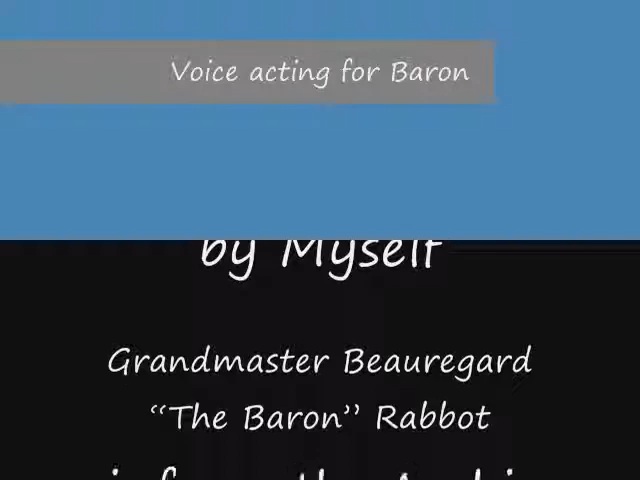 Voice acting for Baron
by Myself
Grandmaster Beauregard
“The Baron” Rabbot